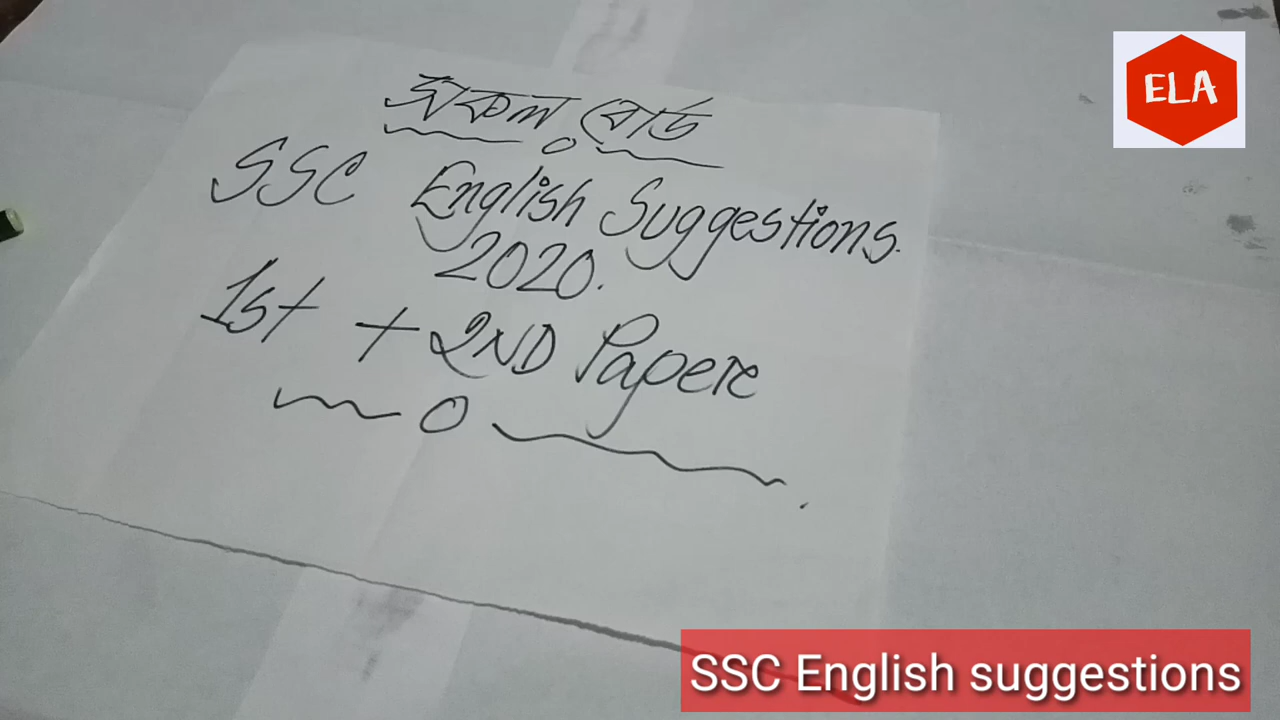 সকল বোর্ড
SSC English Suggestions.
2020.
1st + 2ND Paper
ELA
SSC English suggestions